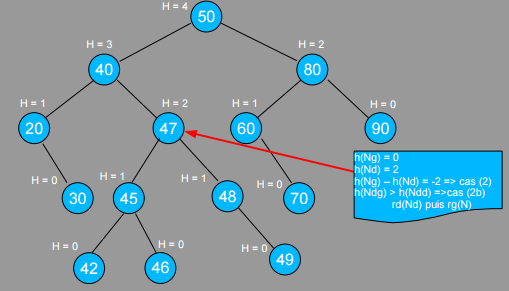 H = 4
50
H = 3
H = 2
40
80
H = 1
H = 2
H = 1
H = 0
20
47
60
90
h(Ng) = 0
h(Nd) = 2
h(Ng) – h(Nd) = -2 => cas (2)
h(Ndg) > h(Ndd) =>cas (2b)
rd(Nd) puis rg(N)
H = 0
H = 1
H = 1
H = 0
30
45
48
70
H = 0
H = 0
H = 0
42
46
49